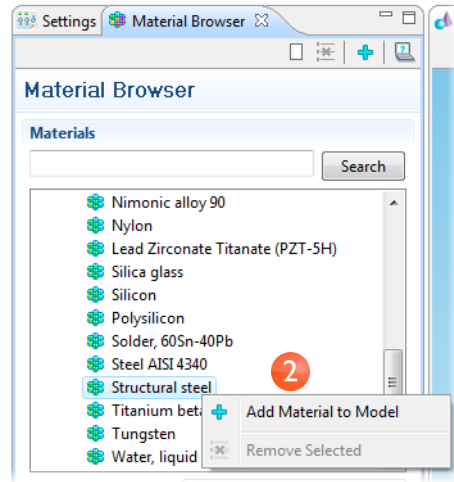 Settings Material Browser
Material Browser
Materials
Search
Nimonic alloy 90
Nylon
Lead Zirconate Titanate (PZT-5H)
Silica glass
Silicon
Polysilicon
Solder, 60Sn-40Pb
Steel AISI 4340
Structural steel
2
Add Material to Model
Titanium beta
Tungsten
Remove Selected
Water, liquid